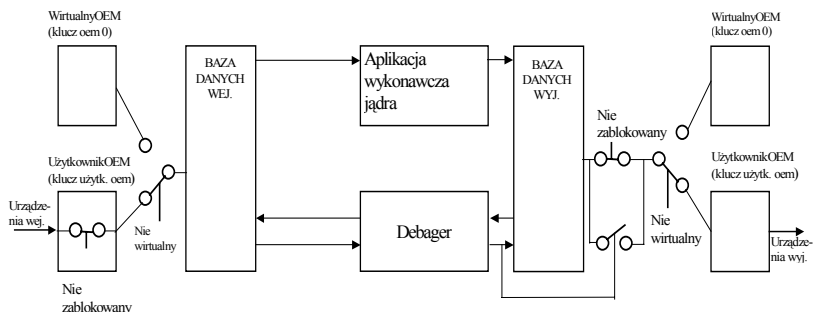 WirtualnyOEM
(klucz oem 0)
BAZA
DANYCH
WEJ.
Aplikacja
wykonawcza
jądra
BAZA
DANYCH
WYJ.
WirtualnyOEM
(klucz oem 0)
Nie
zablokowany
UżytkownikOEM
(klucz użytk. oem)
Urządze-
nia wej.
Nie
wirtualny
Nie
zablokowany
Debager
Nie
wirtualny
UżytkownikOEM
(klucz użytk. oem)
Urządze-
nia wyj.